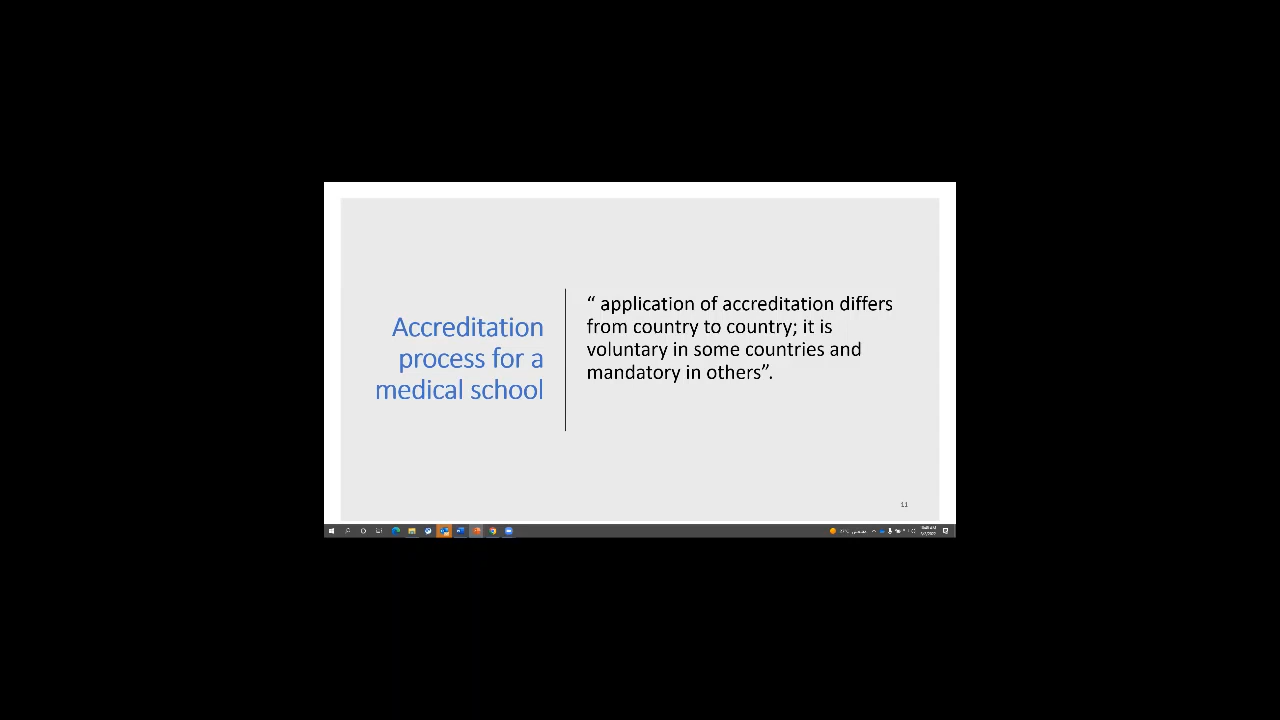 Accreditation
process for a
medical school
“ application of accreditation differs
from country to country; it is
voluntary in some countries and
mandatory in others”.
11